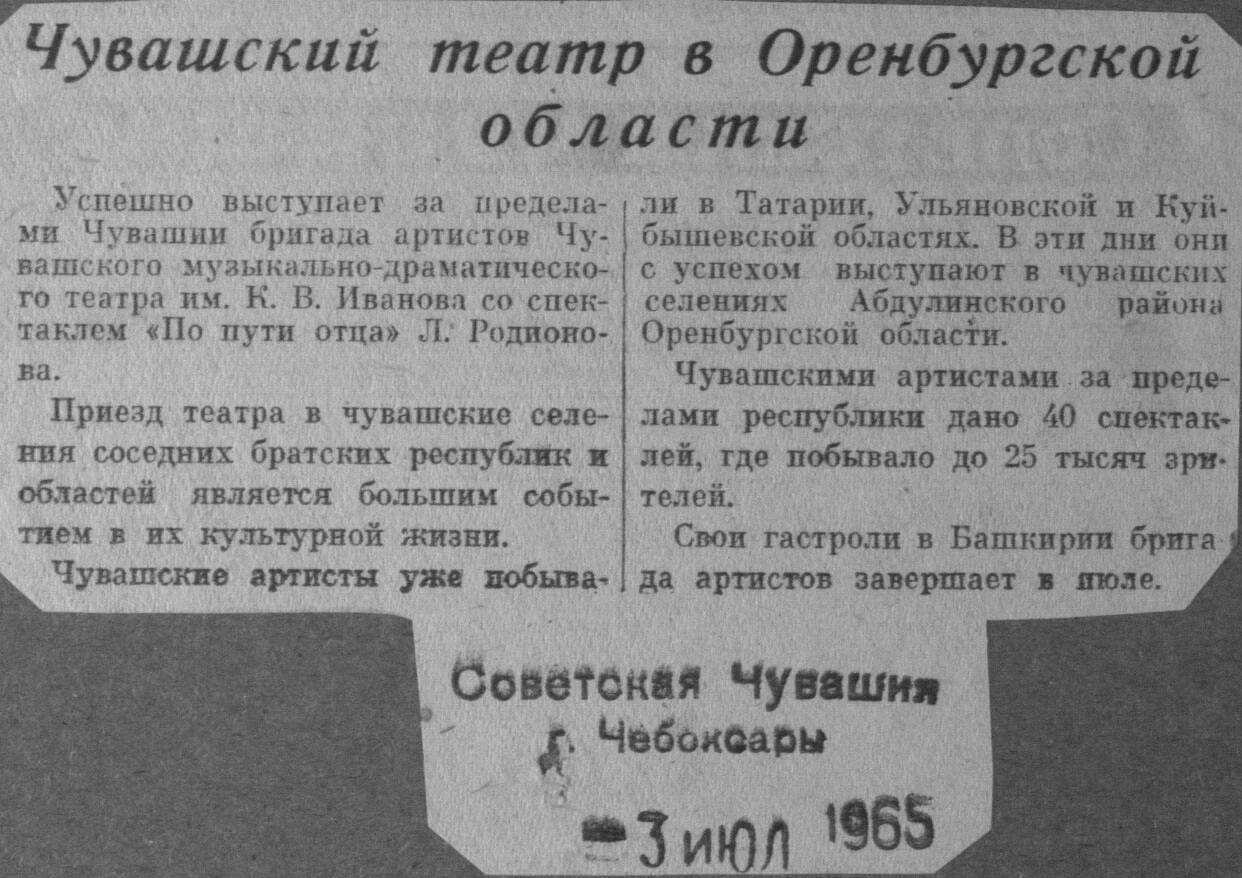 Чувашский театр в Оренбургской
области
Успешно выступает за предела-
ми Чувашии бригада артистов Чу-
вашского музыкально-драматическо-
го театра им. К. В. Иванова со спек-
таклем «По пути отца» Л. Родионо-
ва.
Приезд театра в чувашские селе-
ния соседних братских республик и
областей является большим собы-
тием в их культурной жизни.
Чувашские артисты уже побыва-
ли в Татарии, Ульяновской и Куй-
бышевской областях. В эти дни они
с успехом выступают в чувашских
селениях Абдулинского района
Оренбургской области.
Чувашскими артистами за преде-
лами республики дано 40 спектак-
лей, где побывало до 25 тысяч зри-
телей.
Свои гастроли в Башкирии брига
да артистов завершает в июле.
Советская Чувашия
г. Чебоксары
-3 ИЮЛ 1965